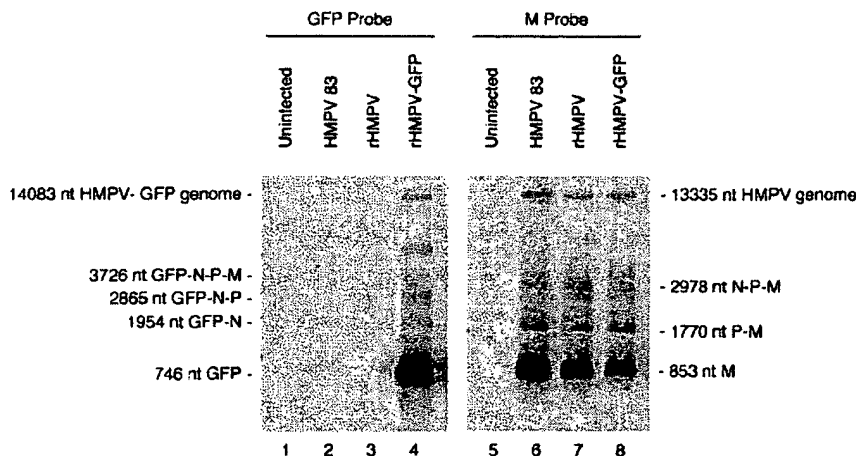 GFP Probe
M Probe
Uninfected
HMPV 83
rHMPV
rHMPV-GFP
Uninfected
HMPV 83
rHMPV
rHMPV-GFP
14083 nt HMPV- GFP genome -
3726 nt GFP-N-P-M -
2865 nt GFP-N-P -
1954 nt GFP-N -
746 nt GFP -
- 13335 nt HMPV genome
- 2978 nt N-P-M
- 1770 nt P-M
- 853 nt M
1 2 3 4 5 6 7 8